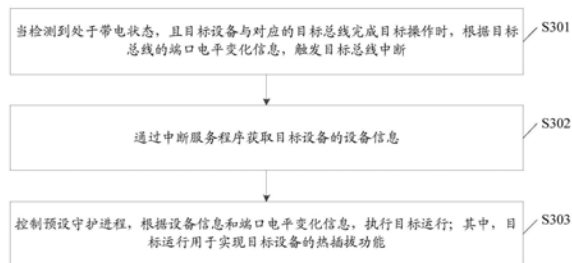 当检测到处于带电状态，且目标设备与对应的目标总线完成目标操作时，根据目标
总线的端口电平变化信息，触发目标总线中断
S301
通过中断服务程序获取目标设备的设备信息
S302
控制预设守护进程，根据设备信息和端口电平变化信息，执行目标运行；其中，目
标运行用于实现目标设备的热插拔功能
S303